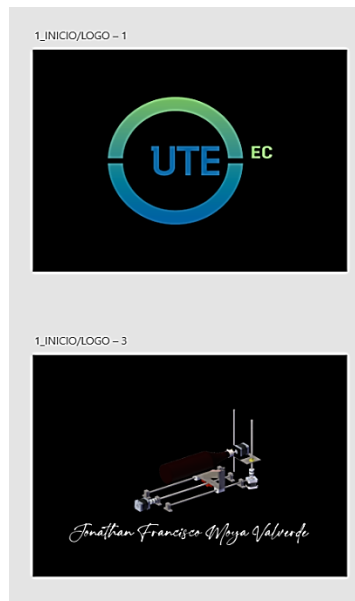 1_INICIO/LOGO – 1
UTE EC
1_INICIO/LOGO – 3
Jonathan Francisco Moya Valverde